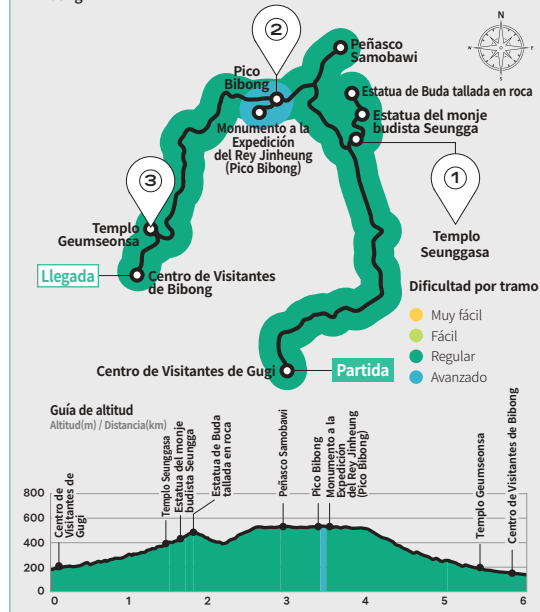 ②
Peñasco
Samobawi
N
W
E
S
Pico
Bibong
Estatua de Buda tallada en roca
Estatua del monje
budista Seungga
Monumento a la
Expedición
del Rey Jinheung
(Pico Bibong)
①
Templo
Seunggasa
③
Templo
Geumseonsa
Llegada
Centro de Visitantes
de Bibong
Dificultad por tramo
Muy fácil
Fácil
Regular
Avanzado
Centro de Visitantes de Gugi
Partida
Guía de altitud
Altitud(m) / Distancia(km)
Centro de
Visitantes de
Gugi
Templo Seunggasa
Estatua del monje
budista Seungga
Estatua de Buda
tallada en roca
Peñasco Samobawi
Pico Bibong
Monumento a la
Expedición
del Rey Jinheung
(Pico Bibong)
Templo Geumseonsa
Centro de Visitantes de Bibong
800
600
400
200
0
0 1 2 3 4 5 6